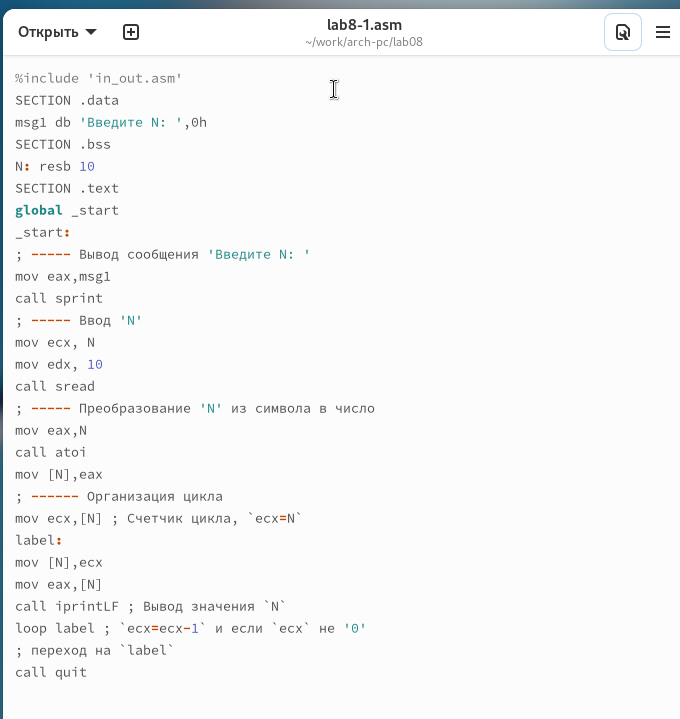 Открыть
lab8-1.asm
~/work/arch-pc/lab08
%include 'in_out.asm'
SECTION .data
msg1 db 'Введите N: ',0h
SECTION .bss
N: resb 10
SECTION .text
global _start
_start:
; ----- Вывод сообщения 'Введите N: '
mov eax,msg1
call sprint
; ----- Ввод 'N'
mov ecx, N
mov edx, 10
call sread
; ----- Преобразование 'N' из символа в число
mov eax,N
call atoi
mov [N],eax
; ------ Организация цикла
mov ecx,[N] ; Счетчик цикла, `ecx=N`
label:
mov [N],ecx
mov eax,[N]
call iprintLF ; Вывод значения `N`
loop label ; `ecx=ecx-1` и если `ecx` не '0'
; переход на `label`
call quit